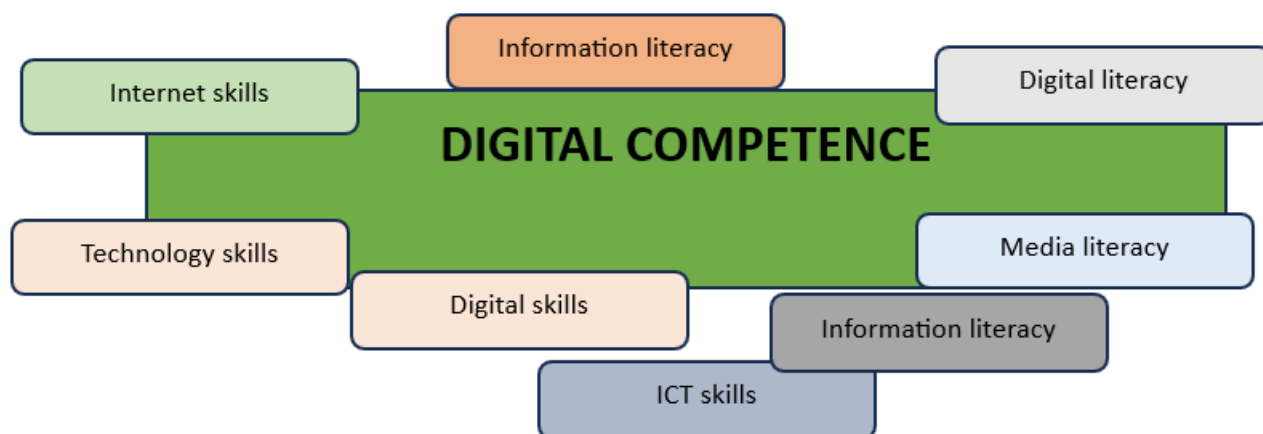 Information literacy
Internet skills
Digital literacy
DIGITAL COMPETENCE
Technology skills
Media literacy
Digital skills
Information literacy
ICT skills